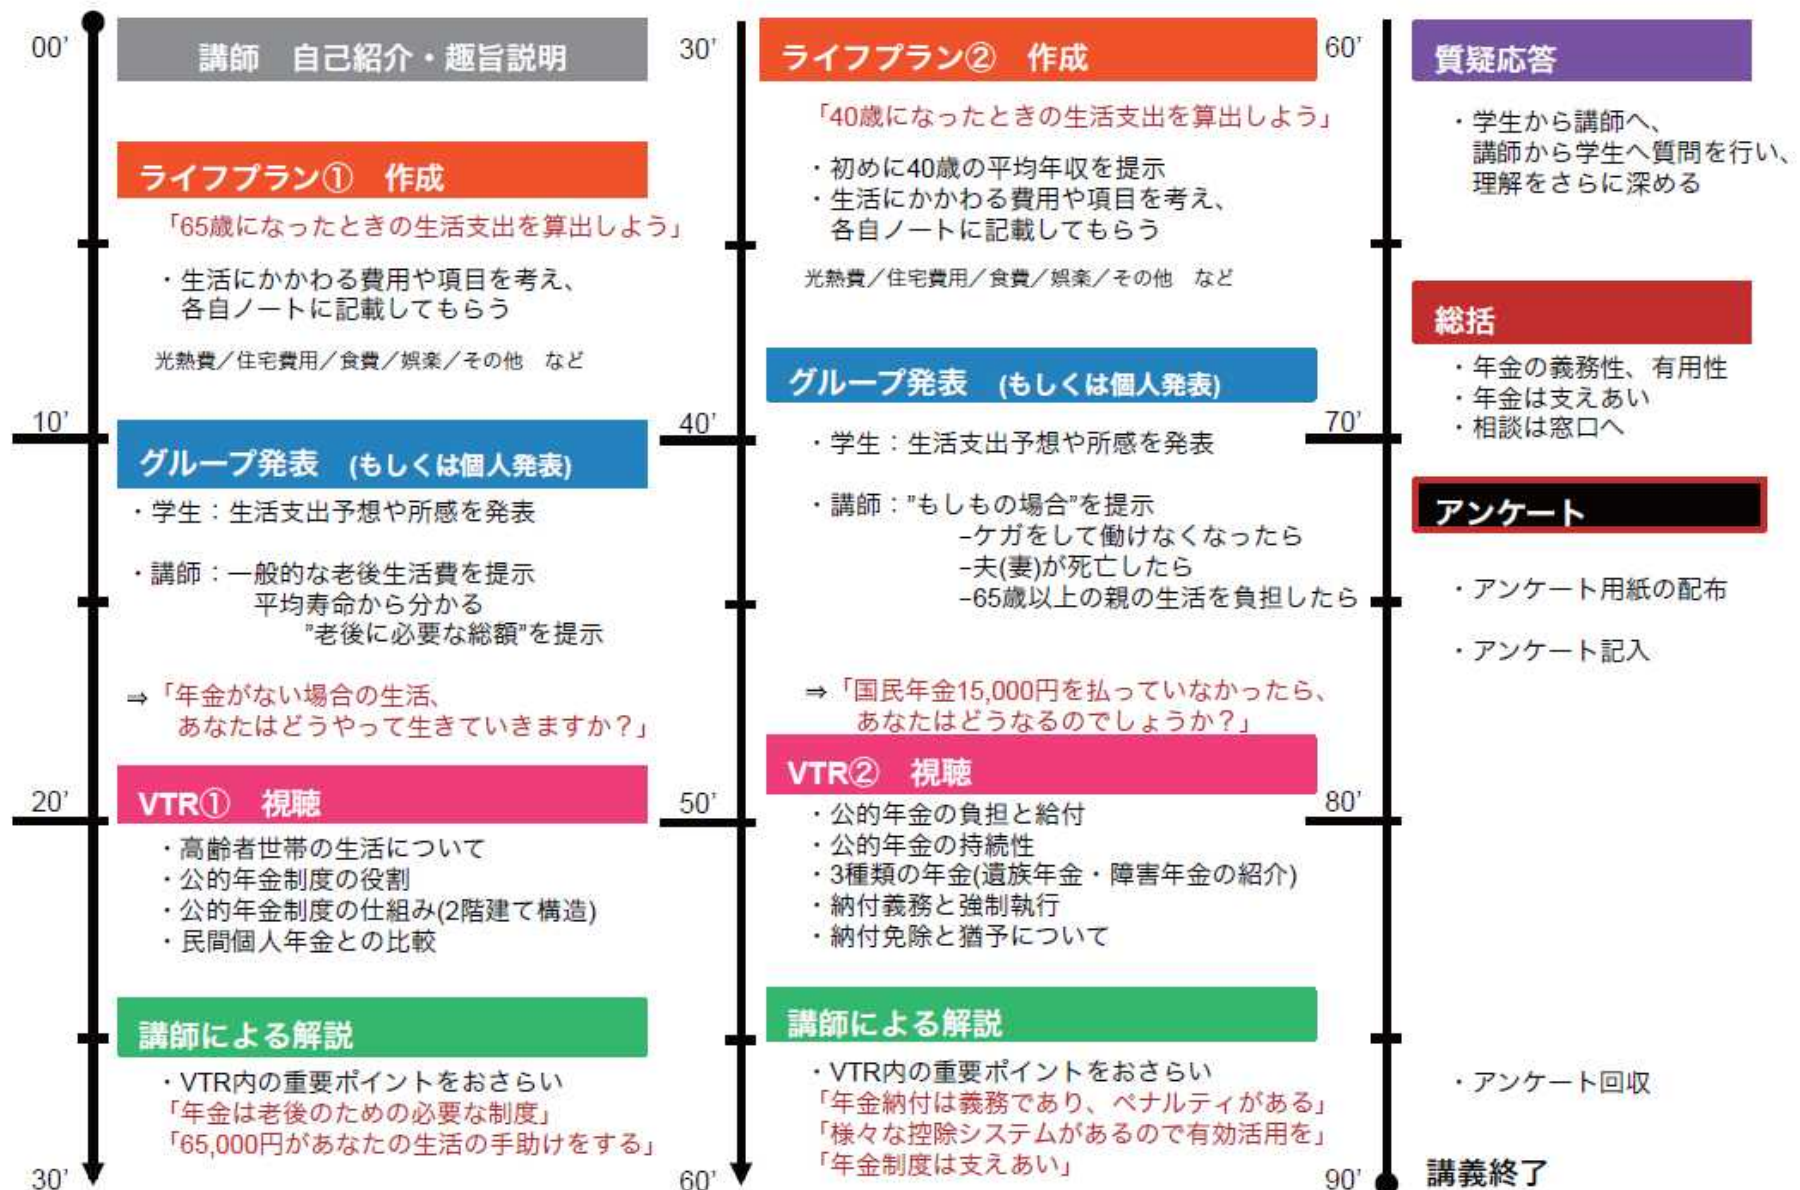 00’
講師　自己紹介・趣旨説明
ライフプラン①　作成
「65歳になったときの生活支出を算出しよう」
・生活にかかわる費用や項目を考え、
各自ノートに記載してもらう
光熱費／住宅費用／食費／娯楽／その他　など
10’
グループ発表　(もしくは個人発表)
・学生：生活支出予想や所感を発表
・講師：一般的な老後生活費を提示
平均寿命から分かる
”老後に必要な総額”を提示
⇒「年金がない場合の生活、
あなたはどうやって生きていきますか？」
20’
VTR①　視聴
・高齢者世帯の生活について
・公的年金制度の役割
・公的年金制度の仕組み(2階建て構造)
・民間個人年金との比較
講師による解説
・VTR内の重要ポイントをおさらい
「年金は老後のための必要な制度」
「65,000円があなたの生活の手助けをする」
30’
30’
ライフプラン②　作成
「40歳になったときの生活支出を算出しよう」
・初めに40歳の平均年収を提示
・生活にかかわる費用や項目を考え、
各自ノートに記載してもらう
光熱費／住宅費用／食費／娯楽／その他　など
グループ発表　(もしくは個人発表)
40’
・学生：生活支出予想や所感を発表
・講師：”もしもの場合”を提示
−ケガをして働けなくなったら
−夫(妻)が死亡したら
−65歳以上の親の生活を負担したら
⇒「国民年金15,000円を払っていなかったら、
あなたはどうなるのでしょうか？」
VTR②　視聴
50’
・公的年金の負担と給付
・公的年金の持続性
・3種類の年金(遺族年金・障害年金の紹介)
・納付義務と強制執行
・納付免除と猶予について
講師による解説
・VTR内の重要ポイントをおさらい
「年金納付は義務であり、ペナルティがある」
「様々な控除システムがあるので有効活用を」
「年金制度は支えあい」
60’
60’
質疑応答
・学生から講師へ、
講師から学生へ質問を行い、
理解をさらに深める
総括
・年金の義務性、有用性
・年金は支えあい
・相談は窓口へ
70’
アンケート
・アンケート用紙の配布
・アンケート記入
80’
・アンケート回収
90’
講義終了